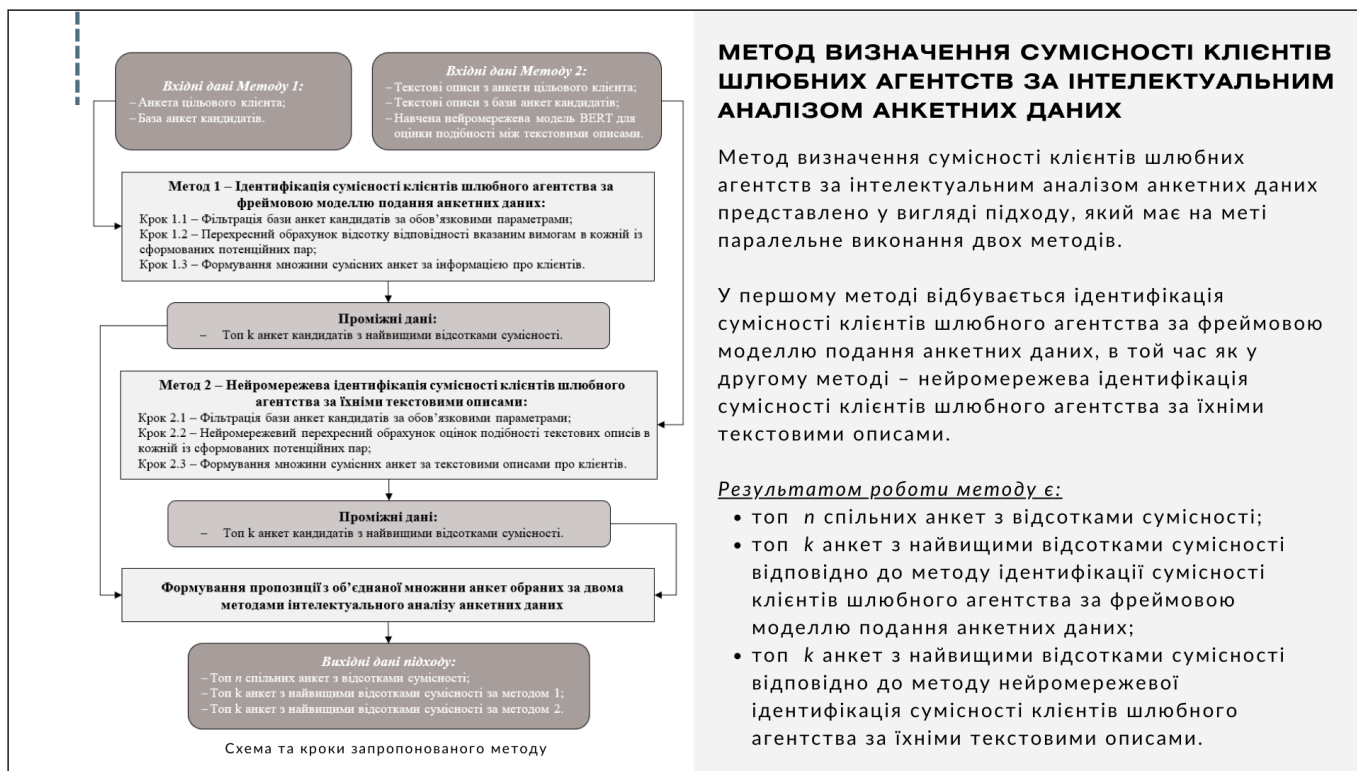 Вхідні дані Методу 1:
– Анкета цільового клієнта;
– База анкет кандидатів.
Вхідні дані Методу 2:
– Текстові описи з анкети цільового клієнта;
– Текстові описи з бази анкет кандидатів;
– Навчена нейромережева модель BERT для
оцінки подібності між текстовими описами.
Метод 1 – Ідентифікація сумісності клієнтів шлюбного агентства за
фреймовою моделлю подання анкетних даних:
Крок 1.1 – Фільтрація бази анкет кандидатів за обов’язковими параметрами;
Крок 1.2 – Перехресний обрахунок відсотку відповідності вказаним вимогам в кожній із
сформованих потенційних пар;
Крок 1.3 – Формування множини сумісних анкет за інформацією про клієнтів.
Проміжні дані:
– Топ k анкет кандидатів з найвищими відсотками сумісності.
Метод 2 – Нейромережева ідентифікація сумісності клієнтів шлюбного
агентства за їхніми текстовими описами:
Крок 2.1 – Фільтрація бази анкет кандидатів за обов’язковими параметрами;
Крок 2.2 – Нейромережевий перехресний обрахунок оцінок подібності текстових описів в
кожній із сформованих потенційних пар;
Крок 2.3 – Формування множини сумісних анкет за текстовими описами про клієнтів.
Проміжні дані:
– Топ k анкет кандидатів з найвищими відсотками сумісності.
Формування пропозиції з об’єднаної множини анкет обраних за двома
методами інтелектуального аналізу анкетних даних
Вихідні дані підходу:
– Топ n спільних анкет з відсотками сумісності;
– Топ k анкет з найвищими відсотками сумісності за методом 1;
– Топ k анкет з найвищими відсотками сумісності за методом 2.
Схема та кроки запропонованого методу
МЕТОД ВИЗНАЧЕННЯ СУМІСНОСТІ КЛІЄНТІВ
ШЛЮБНИХ АГЕНТСТВ ЗА ІНТЕЛЕКТУАЛЬНИМ
АНАЛІЗОМ АНКЕТНИХ ДАНИХ
Метод визначення сумісності клієнтів шлюбних
агентств за інтелектуальним аналізом анкетних даних
представлено у вигляді підходу, який має на меті
паралельне виконання двох методів.
У першому методі відбувається ідентифікація
сумісності клієнтів шлюбного агентства за фреймовою
моделлю подання анкетних даних, в той час як у
другому методі – нейромережева ідентифікація
сумісності клієнтів шлюбного агентства за їхніми
текстовими описами.
Результатом роботи методу є:
• топ n спільних анкет з відсотками сумісності;
• топ k анкет з найвищими відсотками сумісності
відповідно до методу ідентифікації сумісності
клієнтів шлюбного агентства за фреймовою
моделлю подання анкетних даних;
• топ k анкет з найвищими відсотками сумісності
відповідно до методу нейромережевої
ідентифікація сумісності клієнтів шлюбного
агентства за їхніми текстовими описами.